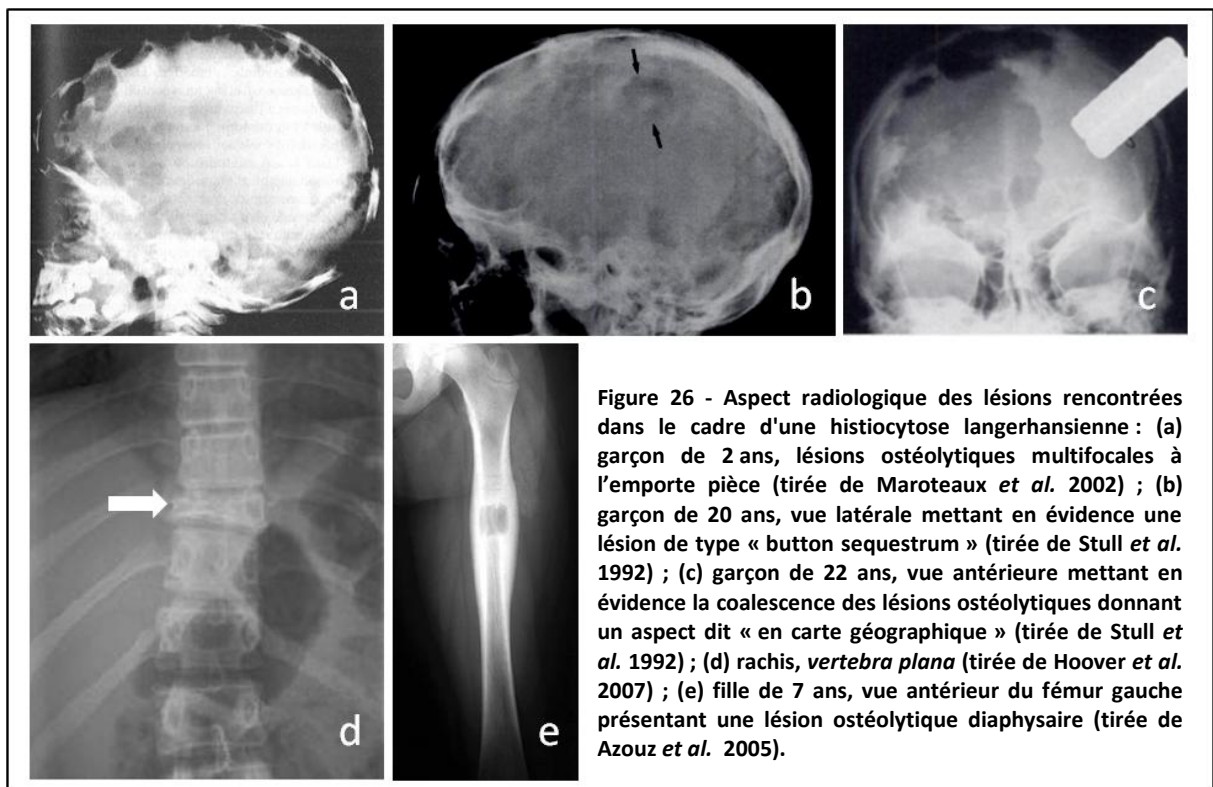 a
b
c
d
e
Figure 26 - Aspect radiologique des lésions rencontrées
dans le cadre d'une histiocytose langerhansienne : (a)
garçon de 2 ans, lésions ostéolytiques multifocales à
l’emporte pièce (tirée de Maroteaux et al. 2002) ; (b)
garçon de 20 ans, vue latérale mettant en évidence une
lésion de type « button sequestrum » (tirée de Stull et al.
1992) ; (c) garçon de 22 ans, vue antérieure mettant en
évidence la coalescence des lésions ostéolytiques donnant
un aspect dit « en carte géographique » (tirée de Stull et
al. 1992) ; (d) rachis, vertebra plana (tirée de Hoover et al.
2007) ; (e) fille de 7 ans, vue antérieur du fémur gauche
présentant une lésion ostéolytique diaphysaire (tirée de
Azouz et al. 2005).